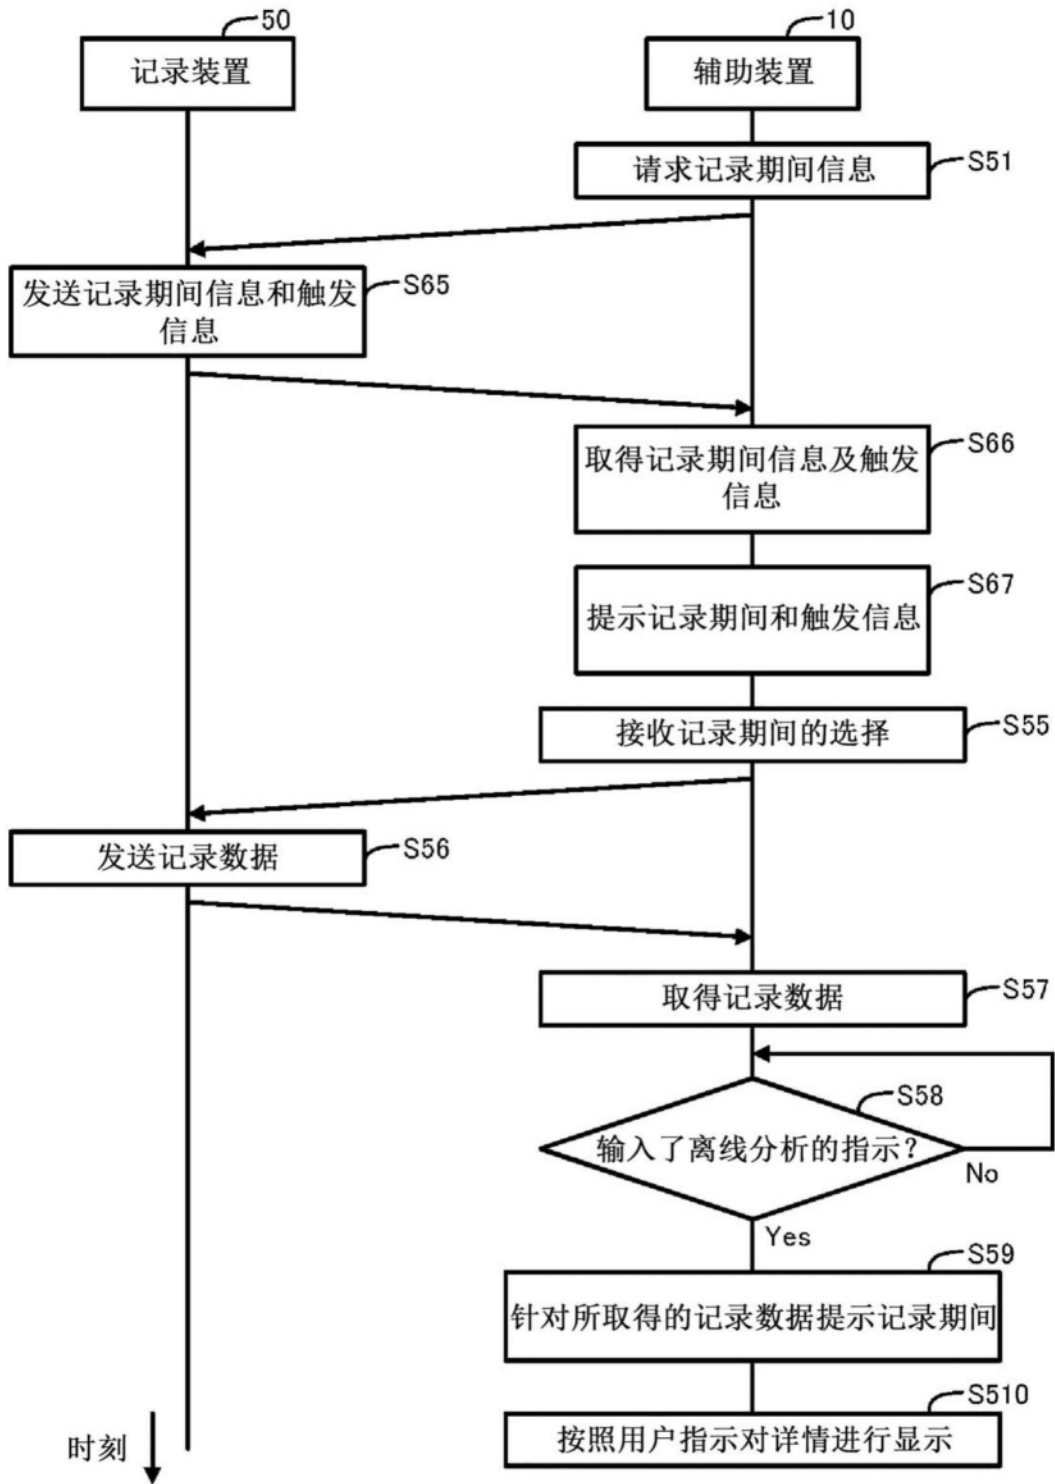 50
10
记录装置
辅助装置
请求记录期间信息
S51
发送记录期间信息和触发
信息
S65
取得记录期间信息及触发
信息
S66
提示记录期间和触发信息
S67
接收记录期间的选择
S55
发送记录数据
S56
取得记录数据
S57
输入了离线分析的指示？
S58
No
Yes
针对所取得的记录数据提示记录期间
S59
按照用户指示对详情进行显示
S510
时刻